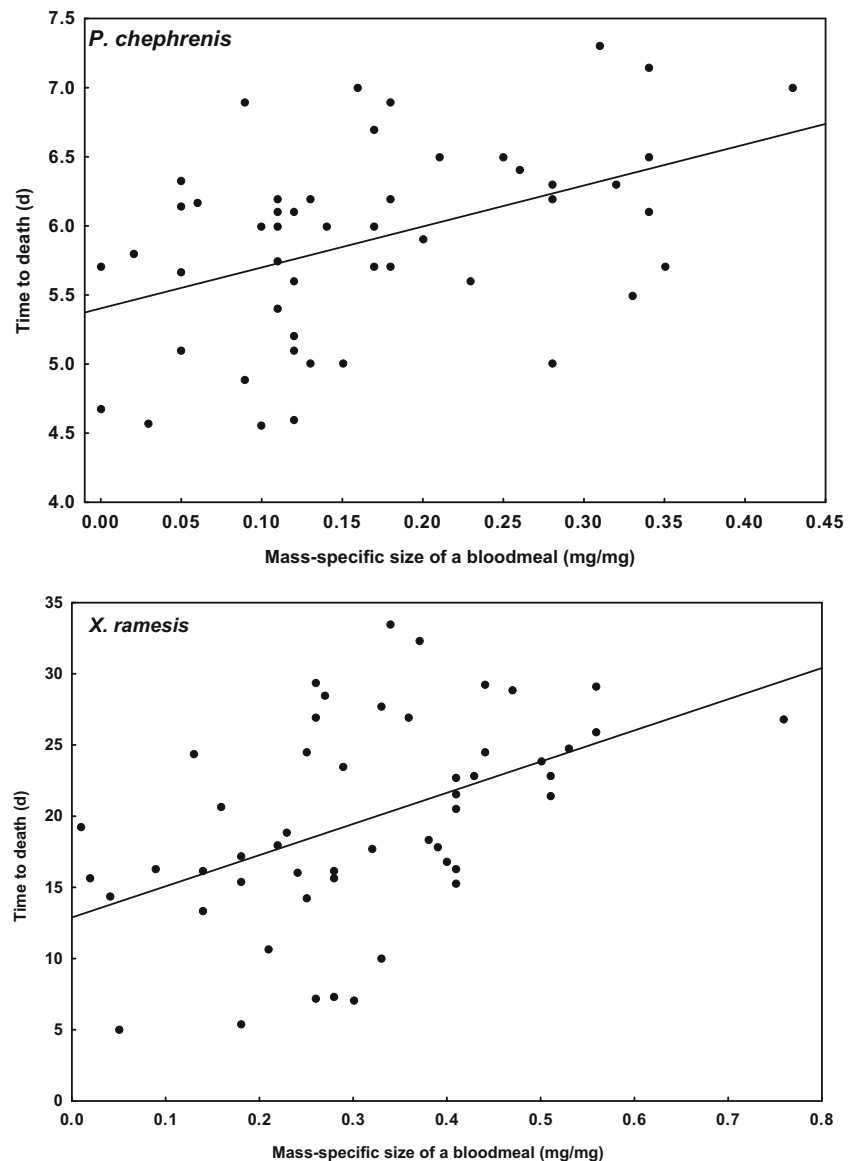 P. chephrenis
7.5
7.0
6.5
6.0
5.5
5.0
4.5
4.0
Time to death (d)
0.00 0.05 0.10 0.15 0.20 0.25 0.30 0.35 0.40 0.45
Mass-specific size of a bloodmeal (mg/mg)
X. ramesis
35
30
25
20
15
10
5
0
Time to death (d)
0.0 0.1 0.2 0.3 0.4 0.5 0.6 0.7 0.8
Mass-specific size of a bloodmeal (mg/mg)